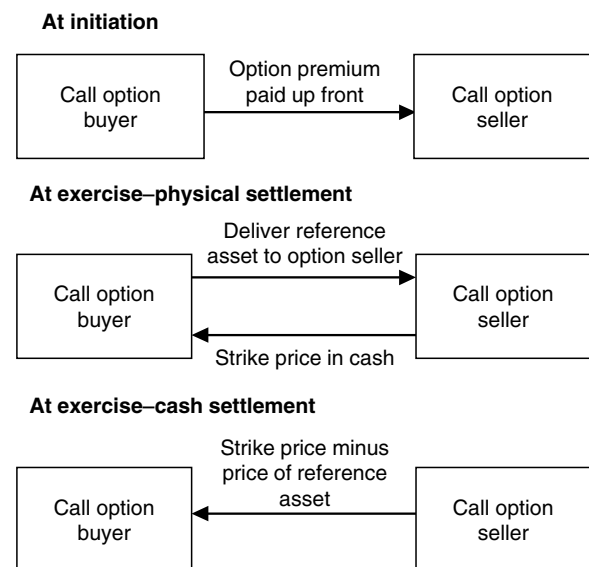 At initiation
Call option
buyer
Option premium
paid up front
Call option
seller
At exercise–physical settlement
Call option
buyer
Deliver reference
asset to option seller
Strike price in cash
Call option
seller
At exercise–cash settlement
Call option
buyer
Strike price minus
price of reference
asset
Call option
seller